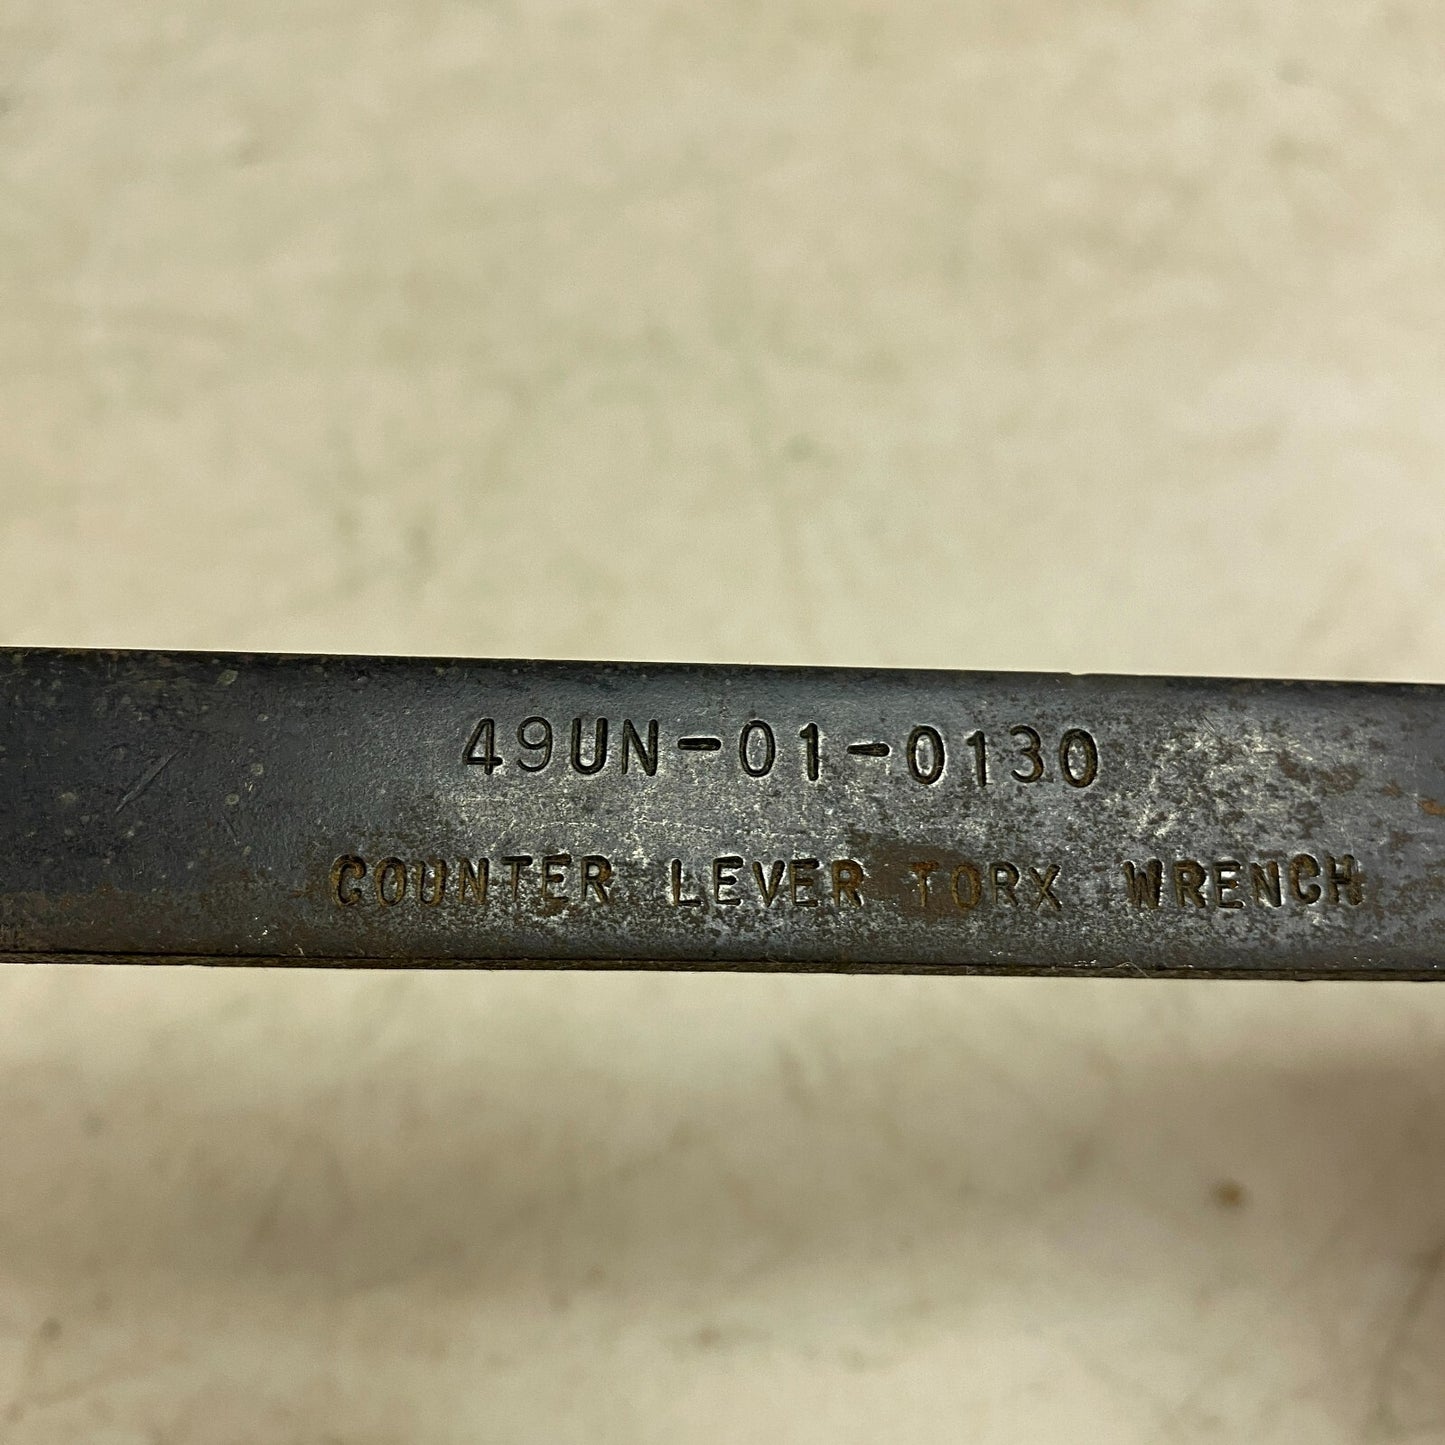 49UN-01-0130
COUNTER LEVER TORX WRENCH